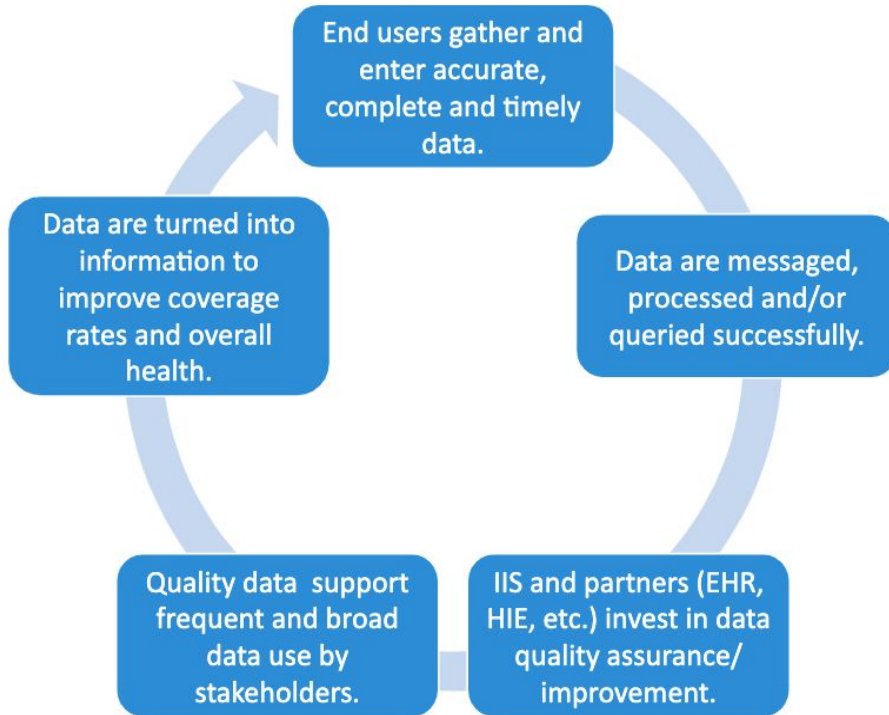 End users gather and
enter accurate,
complete and timely
data.
Data are messaged,
processed and/or
queried successfully.
IIS and partners (EHR,
HIE, etc.) invest in data
quality assurance/
improvement.
Quality data  support
frequent and broad
data use by
stakeholders.
Data are turned into
information to
improve coverage
rates and overall
health.